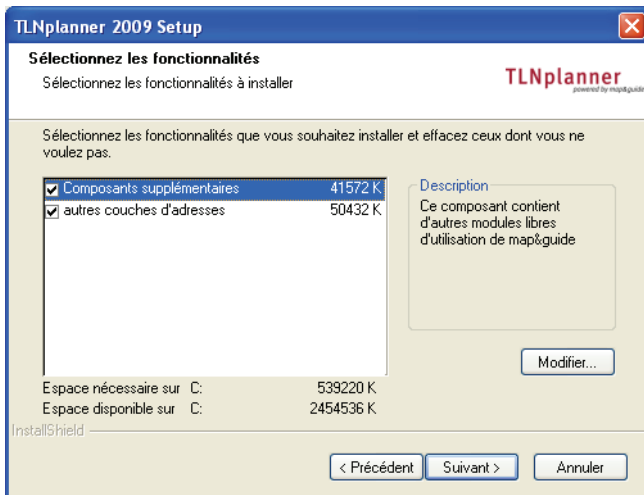 TLNplanner 2009 Setup
Sélectionnez les fonctionnalités
Sélectionnez les fonctionnalités à installer
TLNplanner
powered by map&guide
Sélectionnez les fonctionnalités que vous souhaitez installer et effacez ceux dont vous ne
voulez pas.
Composants supplémentaires 41572 K
autres couches d'adresses 50432 K
Description
Ce composant contient
d'autres modules libres
d'utilisation de map&guide
Modifier...
Espace nécessaire sur C: 539220 K
Espace disponible sur C: 2454536 K
InstallShield
< Précédent
Suivant >
Annuler